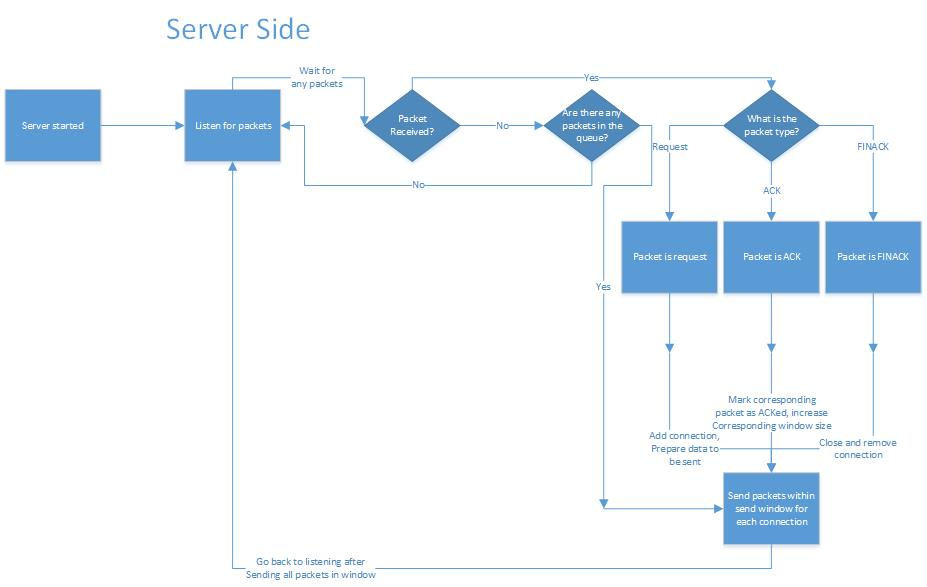 Server Side
Wait for
any packets
Yes
Server started
Listen for packets
Packet
Received?
No
Are there any
packets in the
queue?
What is the
packet type?
Request
FINACK
No
ACK
Packet is request
Packet is ACK
Packet is FINACK
Yes
Mark corresponding
packet as ACKed, increase
Corresponding window size
Add connection,
Prepare data to
be sent
Close and remove
connection
Send packets within
send window for
each connection
Go back to listening after
Sending all packets in window